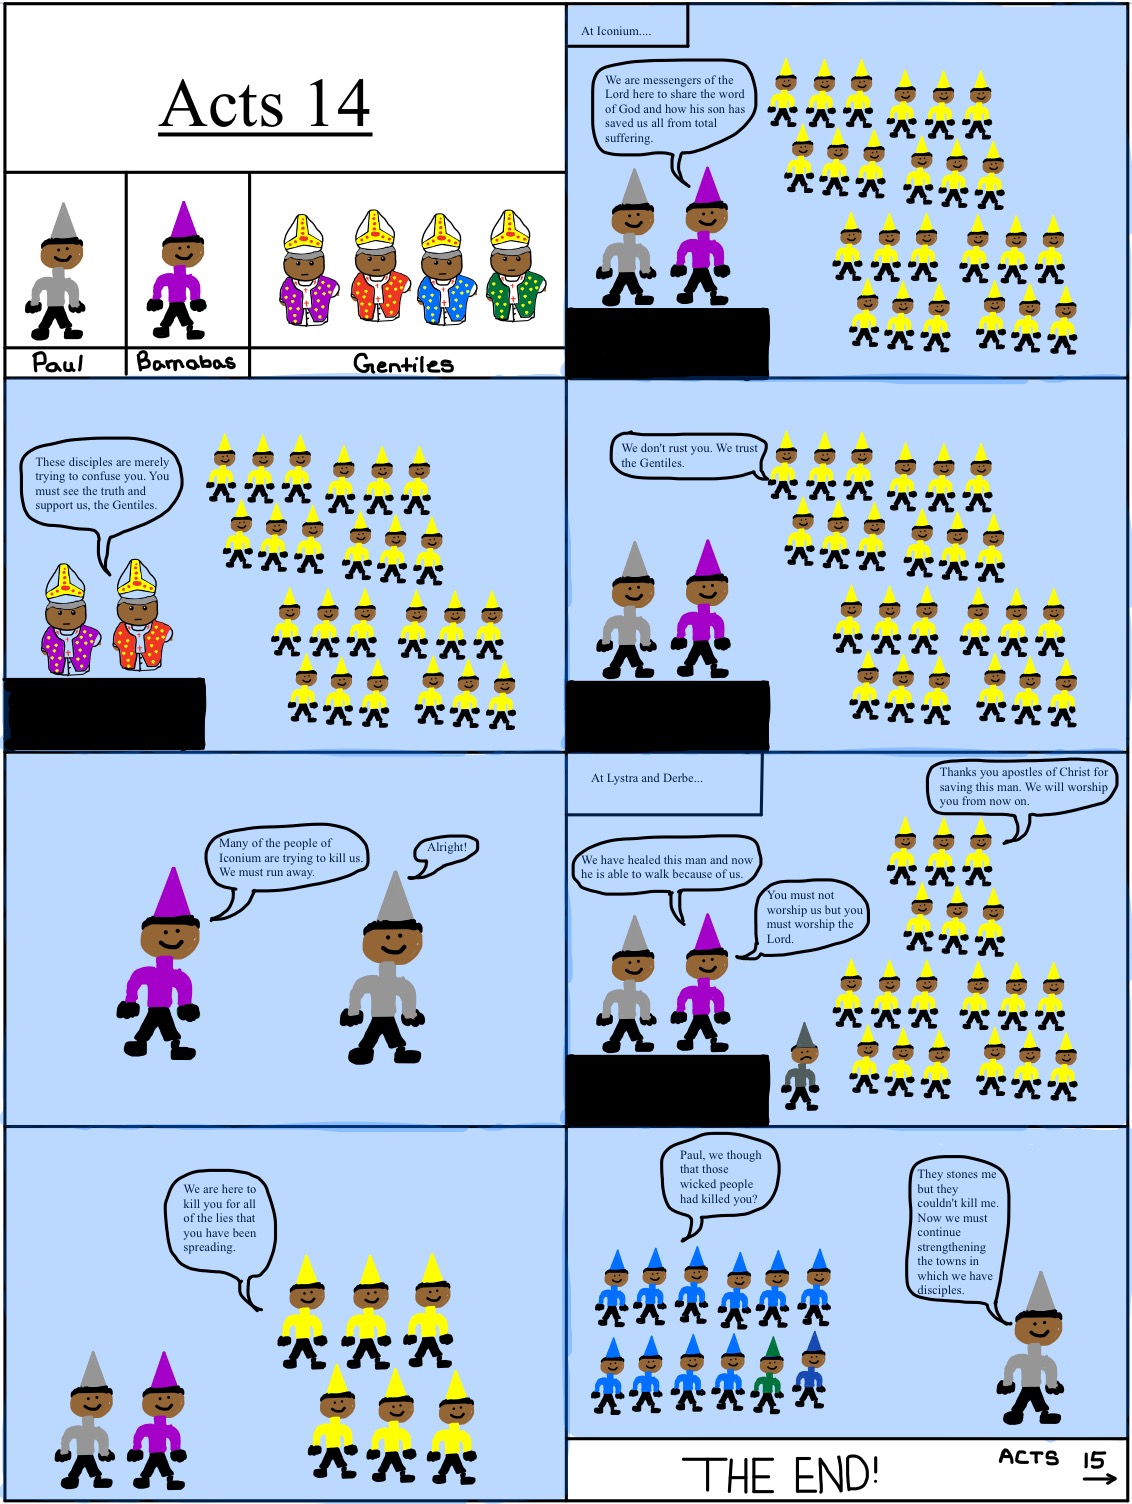 Acts 14
Paul
Barnabas
Gentiles
At Iconium....
We are messengers of the
Lord here to share the word
of God and how his son has
saved us all from total
suffering.
These disciples are merely
trying to confuse you. You
must see the truth and
support us, the Gentiles.
We don't rust you. We trust
the Gentiles.
Many of the people of
Iconium are trying to kill us.
We must run away.
Alright!
At Lystra and Derbe...
We have healed this man and now
he is able to walk because of us.
Thanks you apostles of Christ for
saving this man. We will worship
you from now on.
You must not
worship us but you
must worship the
Lord.
We are here to
kill you for all
of the lies that
you have been
spreading.
Paul, we though
that those
wicked people
had killed you?
They stones me
but they
couldn't kill me.
Now we must
continue
strengthening
the towns in
which we have
disciples.
THE END!
ACTS 15